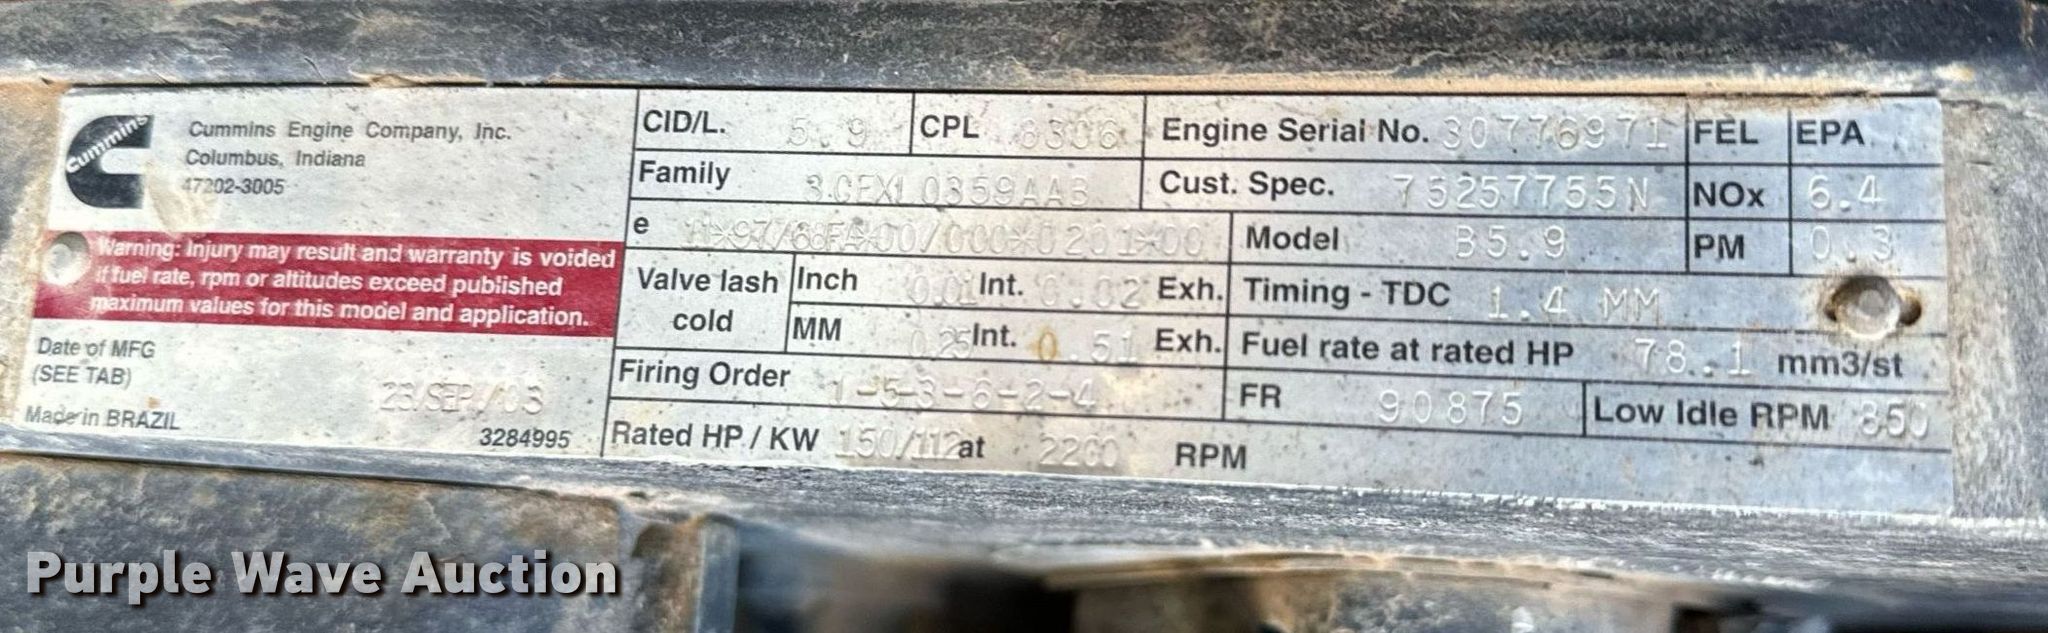 Cummins
Cummins Engine Company, Inc.
Columbus, Indiana
47202-3005
Warning: Injury may result and warranty is voided
if fuel rate, rpm or altitudes exceed published
maximum values for this model and application.
Date of MFG
(SEE TAB)
23/SEP/03
Made in BRAZIL
3284995
CID/L. 5.9 CPL 8306 Engine Serial No. 30776971 FEL EPA
Family 3CEXL0359AAB Cust. Spec. 75257755N NOx 6.4
e Model B5.9 PM 0.3
Valve lash cold Inch 0.01 Int. 0.02 Exh. Timing - TDC 1.4 MM
MM 0.25 Int. 0.51 Exh. Fuel rate at rated HP 78.1 mm3/st
Firing Order 1-5-3-6-2-4 FR 90875 Low Idle RPM 850
Rated HP / KW 150/112 at 2200 RPM
Purple Wave Auction